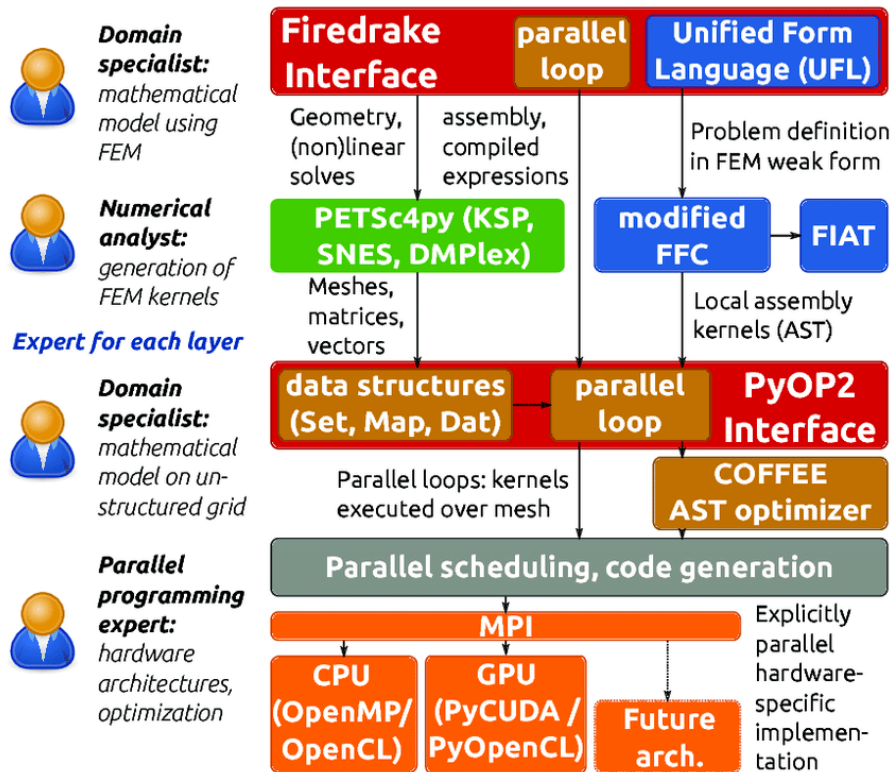 Domain
specialist:
mathematical
model using
FEM
Firedrake
Interface
parallel
loop
Unified Form
Language (UFL)
Geometry,
(non)linear
solves
assembly,
compiled
expressions
Problem definition
in FEM weak form
Numerical
analyst:
generation of
FEM kernels
PETSc4py (KSP,
SNES, DMPlex)
modified
FFC
FIAT
Meshes,
matrices,
vectors
Local assembly
kernels (AST)
Expert for each layer
Domain
specialist:
mathematical
model on un-
structured grid
data structures
(Set, Map, Dat)
parallel
loop
PyOP2
Interface
Parallel loops: kernels
executed over mesh
COFFEE
AST optimizer
Parallel
programming
expert:
hardware
architectures,
optimization
Parallel scheduling, code generation
MPI
CPU
(OpenMP/
OpenCL)
GPU
(PyCUDA /
PyOpenCL)
Future
arch.
Explicitly
parallel
hardware-
specific
implemen-
tation